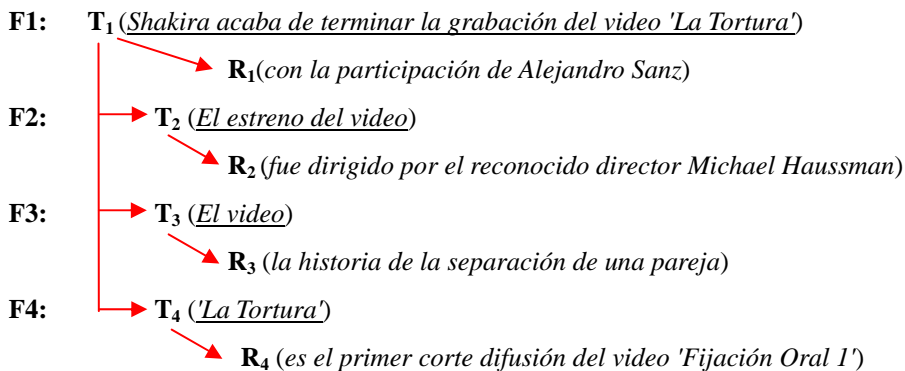 F1: T1 (Shakira acaba de terminar la grabación del video 'La Tortura')
R1(con la participación de Alejandro Sanz)
F2: T2 (El estreno del video)
R2 (fue dirigido por el reconocido director Michael Haussman)
F3: T3 (El video)
R3 (la historia de la separación de una pareja)
F4: T4 ('La Tortura')
R4 (es el primer corte difusión del video 'Fijación Oral 1')